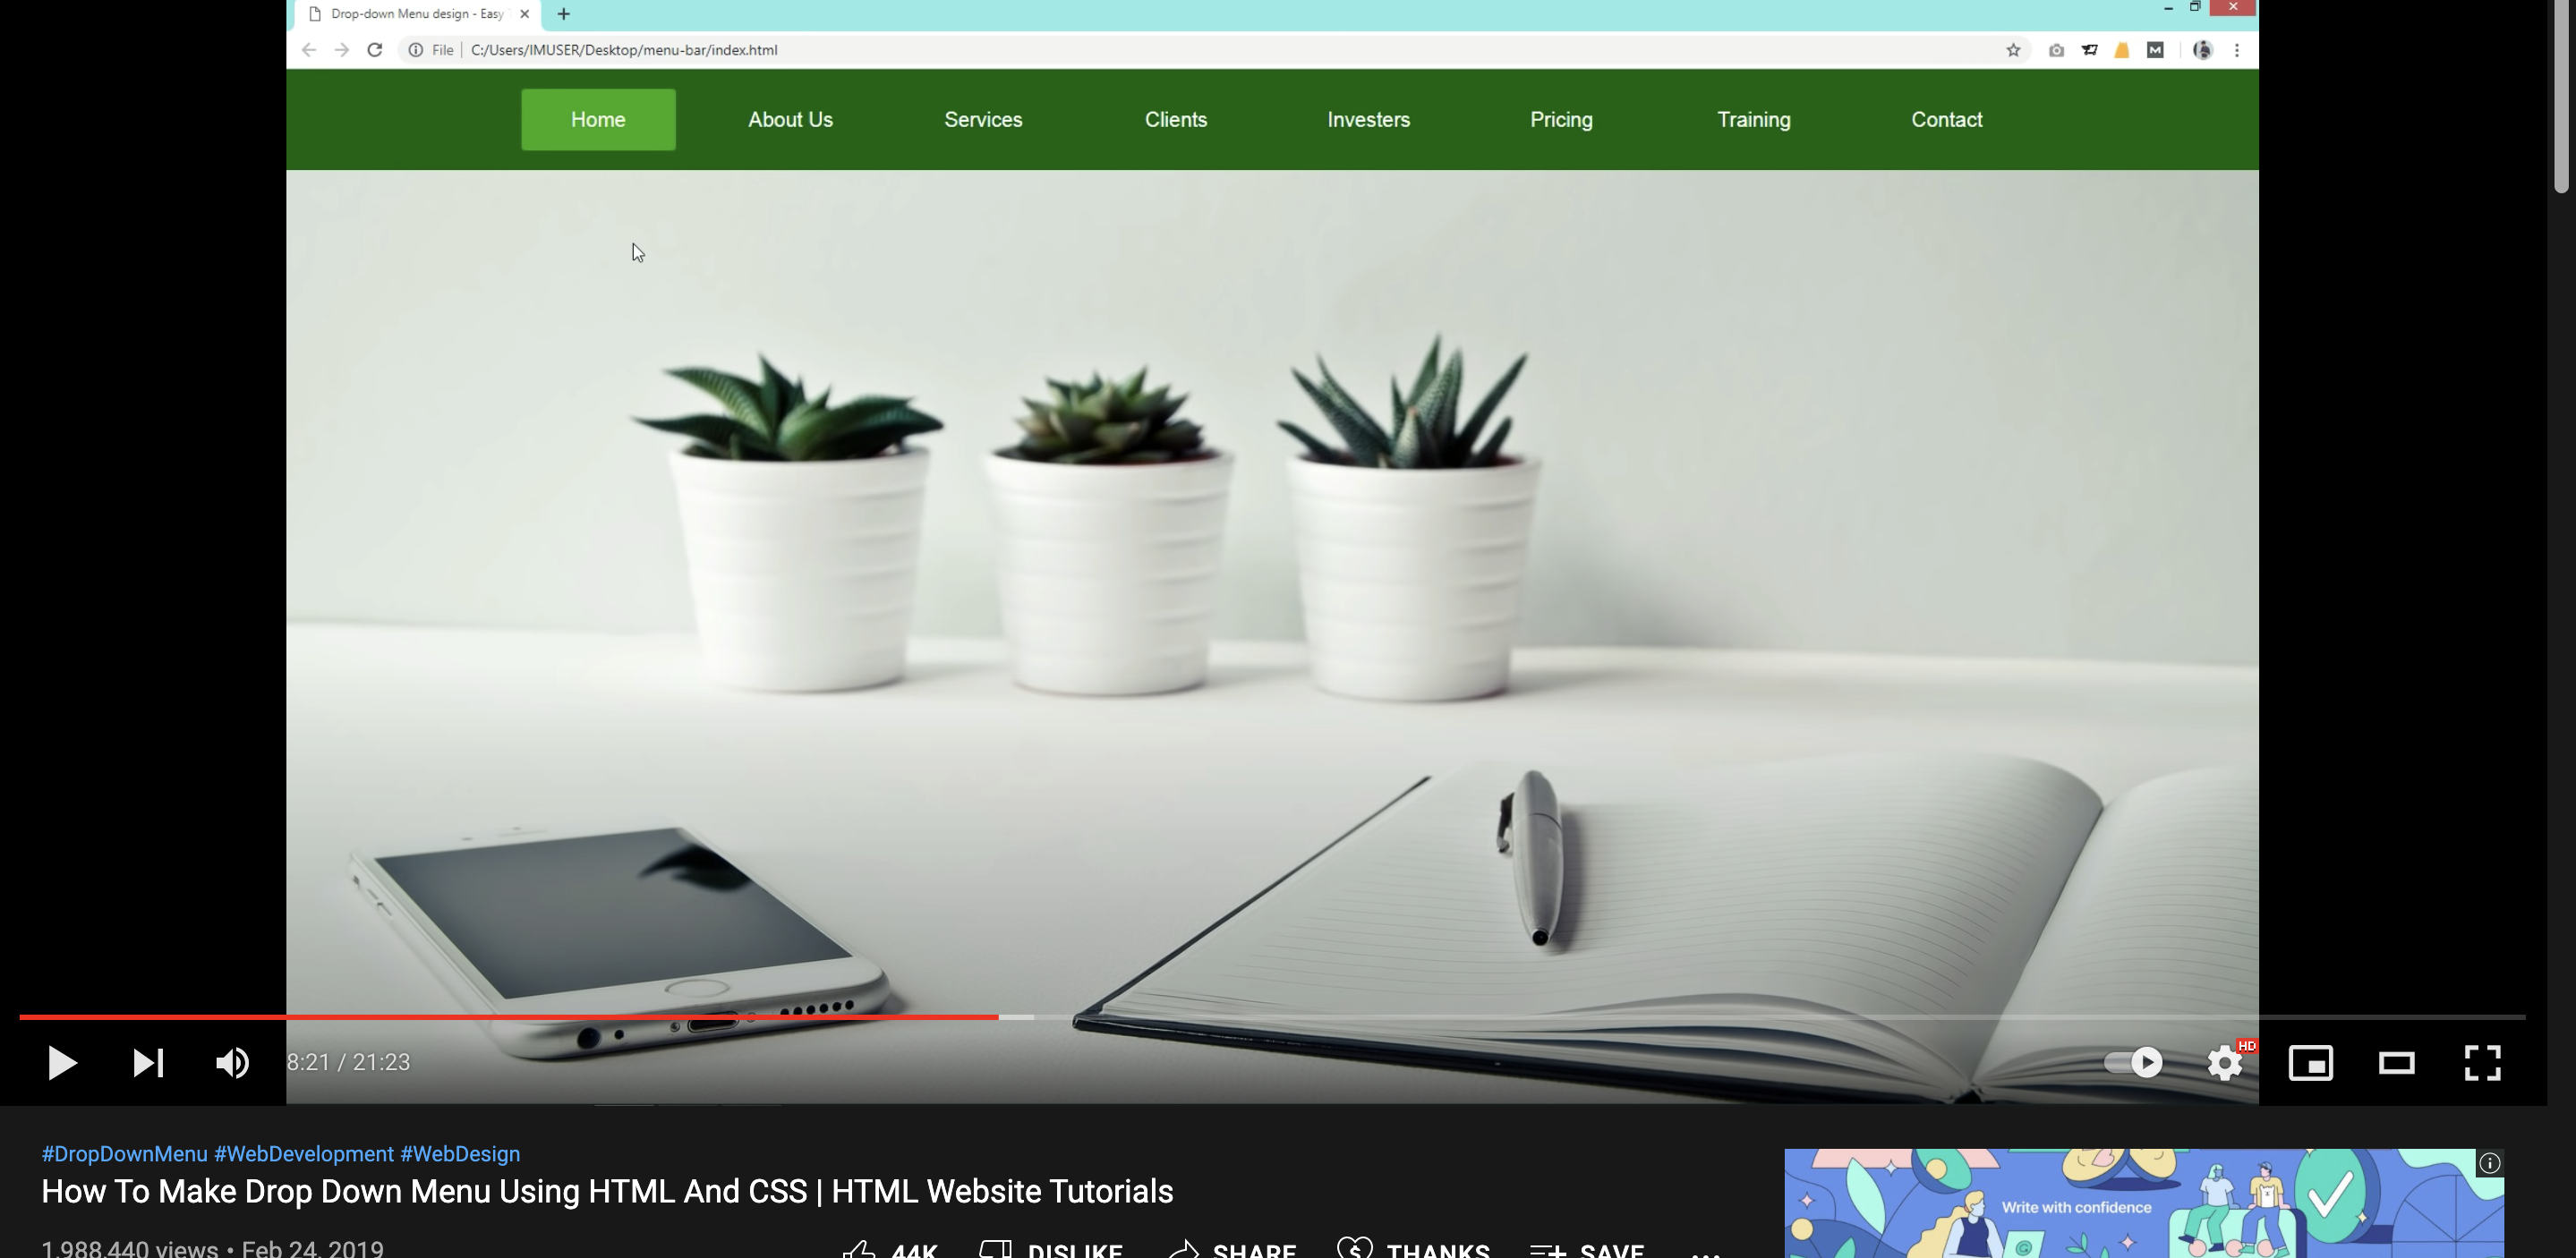 Drop-down Menu design - Easy
File | C:/Users/IMUSER/Desktop/menu-bar/index.html
M
Home About Us Services Clients Investers Pricing Training Contact
8:21 / 21:23
HD
#DropDownMenu #WebDevelopment #WebDesign
How To Make Drop Down Menu Using HTML And CSS | HTML Website Tutorials
Write with confidence
1,988,440 views • Feb 24, 2019
44K DISLIKE SHARE THANKS SAVE